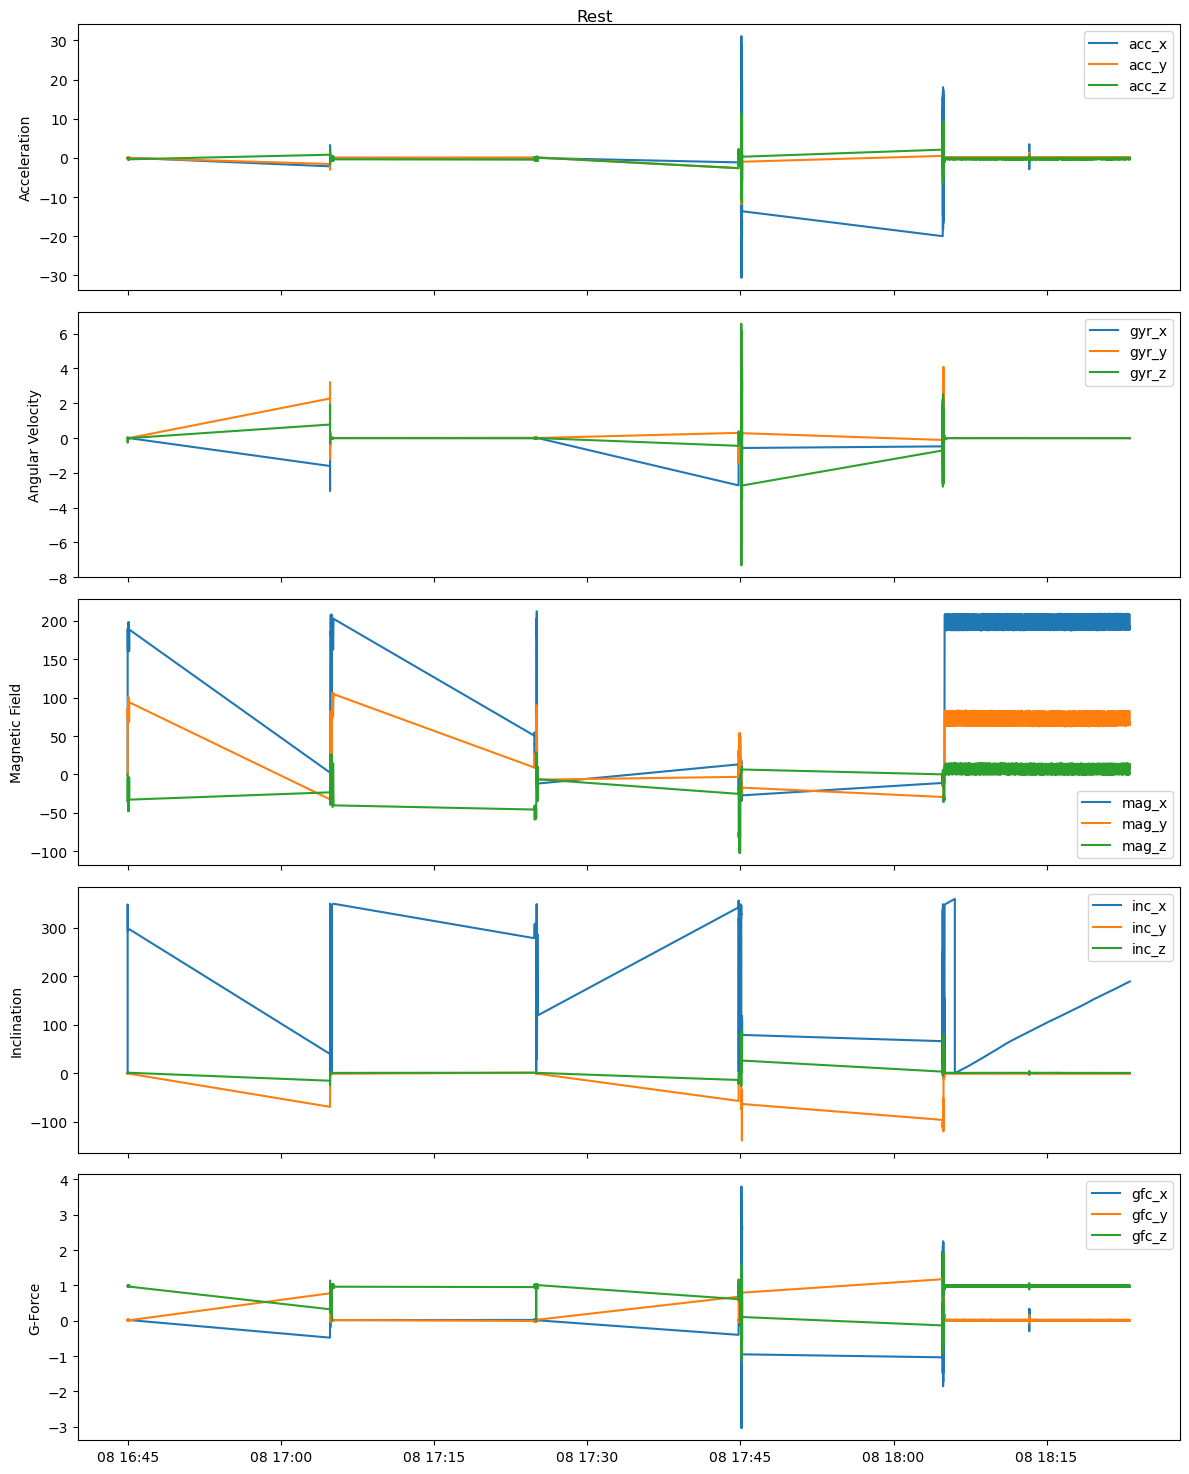 Rest
Acceleration
30
20
10
0
−10
−20
−30
acc_x
acc_y
acc_z
Angular Velocity
6
4
2
0
−2
−4
−6
−8
gyr_x
gyr_y
gyr_z
Magnetic Field
200
150
100
50
0
−50
−100
mag_x
mag_y
mag_z
Inclination
300
200
100
0
−100
inc_x
inc_y
inc_z
G-Force
4
3
2
1
0
−1
−2
−3
gfc_x
gfc_y
gfc_z
08 16:45 08 17:00 08 17:15 08 17:30 08 17:45 08 18:00 08 18:15